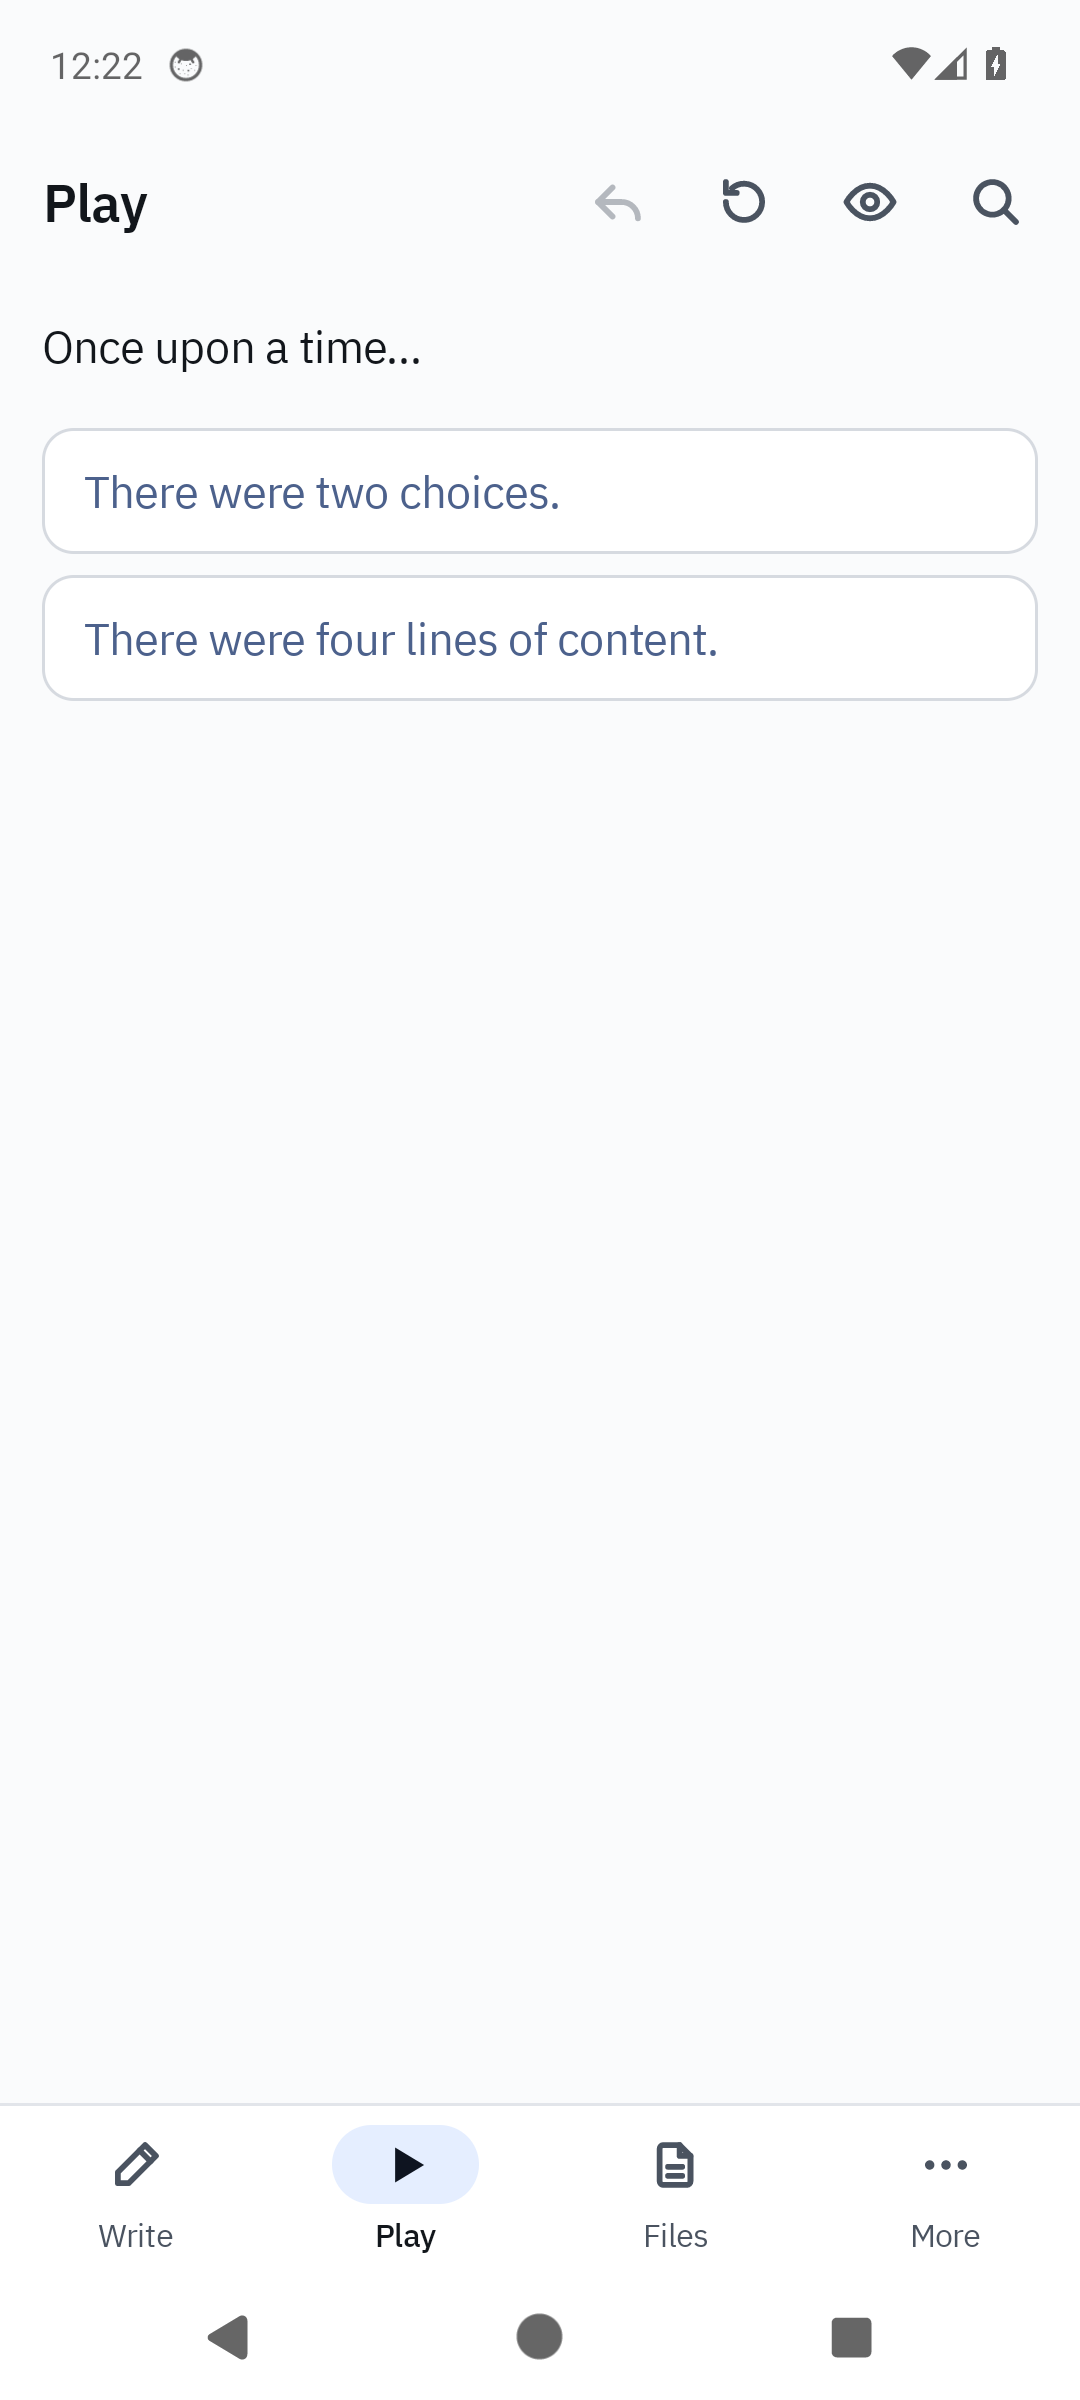 12:22
Play
Once upon a time...
There were two choices.
There were four lines of content.
Write
Play
Files
More